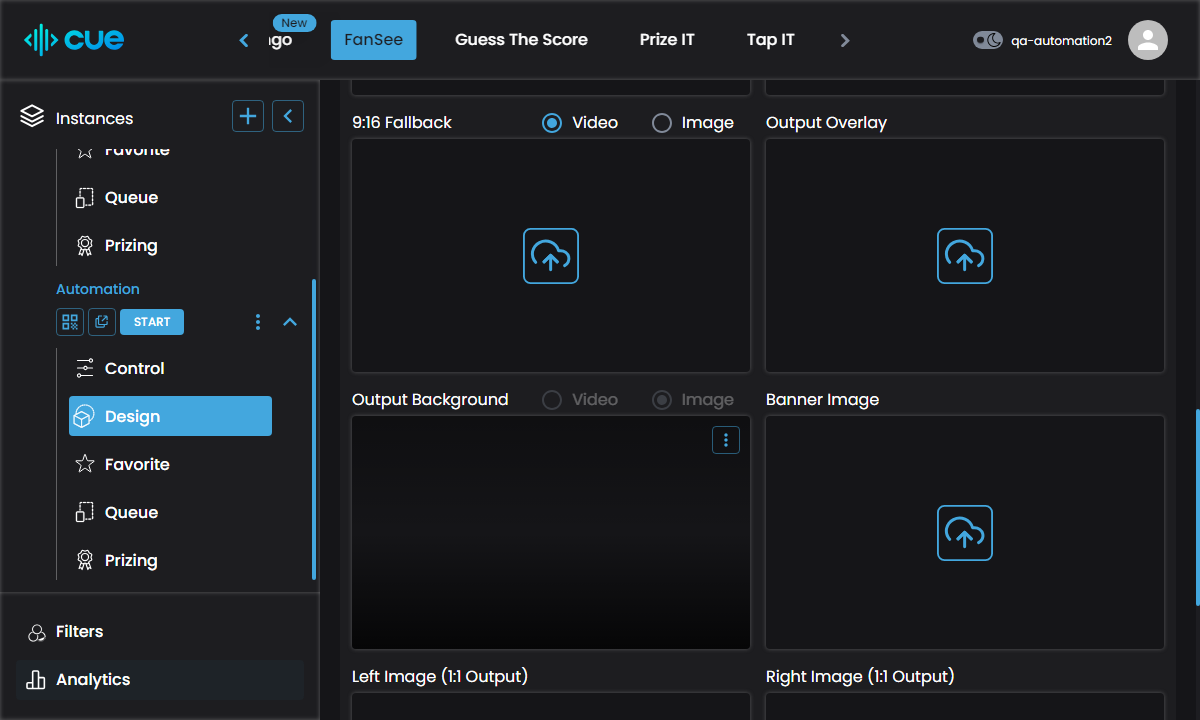 cue
New
FanSee
Guess The Score
Prize IT
Tap IT
qa-automation2
Instances
Favorite
Queue
Prizing
Automation
START
Control
Design
Favorite
Queue
Prizing
Filters
Analytics
9:16 Fallback
Video
Image
Output Overlay
Output Background
Video
Image
Banner Image
Left Image (1:1 Output)
Right Image (1:1 Output)